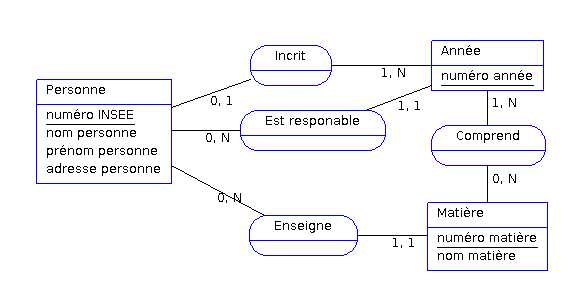 Incrit
Année
numéro année
0, 1
1, N
Personne
numéro INSEE
nom personne
prénom personne
adresse personne
Est reponable
0, N
1, 1
1, N
Comprend
0, N
0, N
Enseigne
1, 1
Matière
numéro matière
nom matière